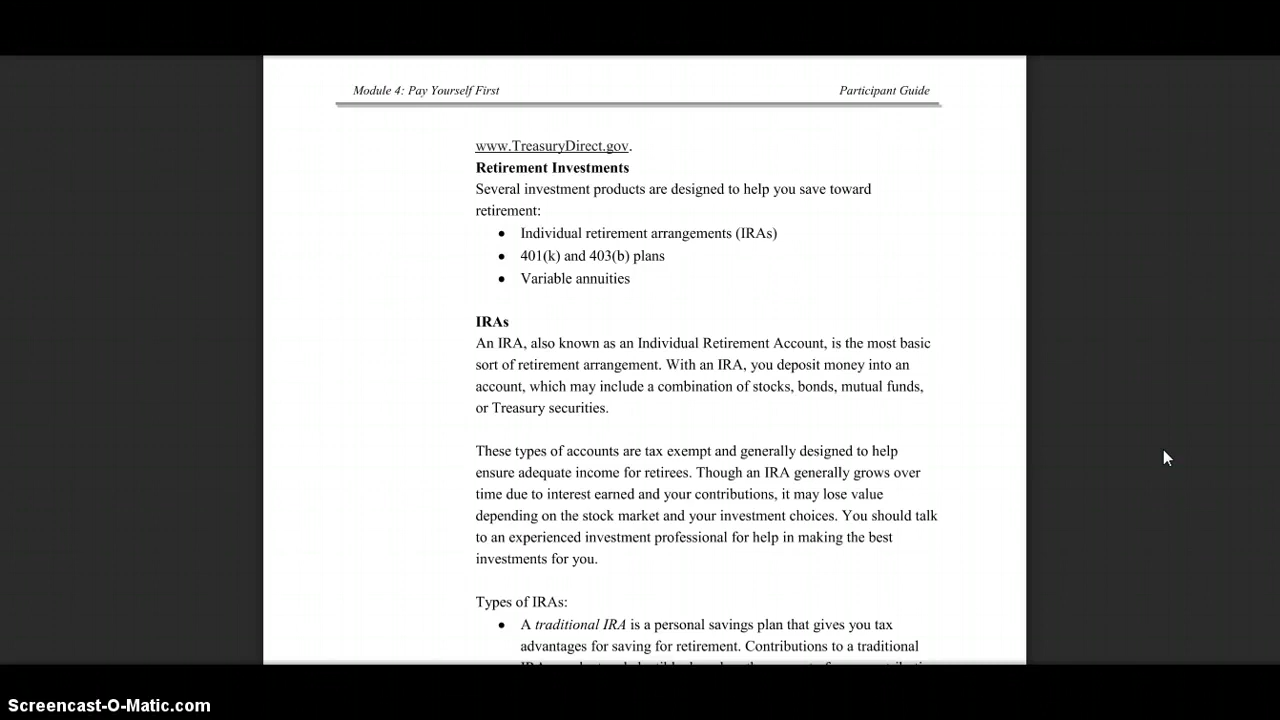 Module 4: Pay Yourself First
Participant Guide
www.TreasuryDirect.gov.
Retirement Investments
Several investment products are designed to help you save toward
retirement:
• Individual retirement arrangements (IRAs)
• 401(k) and 403(b) plans
• Variable annuities
IRAs
An IRA, also known as an Individual Retirement Account, is the most basic
sort of retirement arrangement. With an IRA, you deposit money into an
account, which may include a combination of stocks, bonds, mutual funds,
or Treasury securities.
These types of accounts are tax exempt and generally designed to help
ensure adequate income for retirees. Though an IRA generally grows over
time due to interest earned and your contributions, it may lose value
depending on the stock market and your investment choices. You should talk
to an experienced investment professional for help in making the best
investments for you.
Types of IRAs:
• A traditional IRA is a personal savings plan that gives you tax
advantages for saving for retirement. Contributions to a traditional
Screencast-O-Matic.com